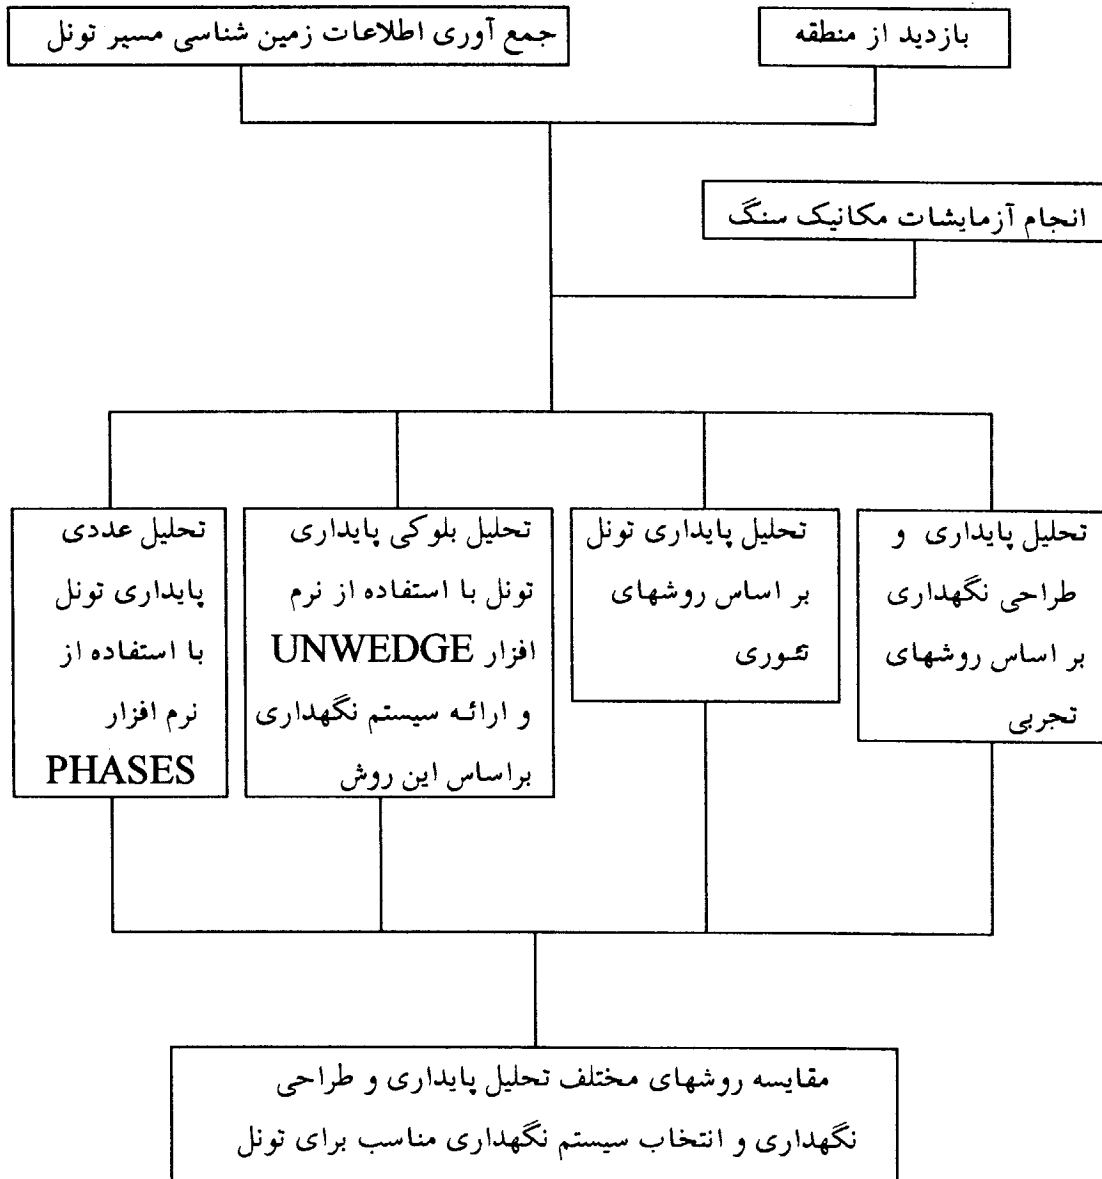 بازدید از منطقه
جمع آوری اطلاعات زمین شناسی مسیر تونل
انجام آزمایشات مکانیک سنگ
تحلیل پایداری و
طراحی نگهداری
بر اساس روشهای
تجربی
تحلیل پایداری تونل
بر اساس روشهای
تئوری
تحلیل بلوکی پایداری
تونل با استفاده از نرم
افزار UNWEDGE
و ارائه سیستم نگهداری
براساس این روش
تحلیل عددی
پایداری تونل
با استفاده از
نرم افزار
PHASES
مقایسه روشهای مختلف تحلیل پایداری و طراحی
نگهداری و انتخاب سیستم نگهداری مناسب برای تونل